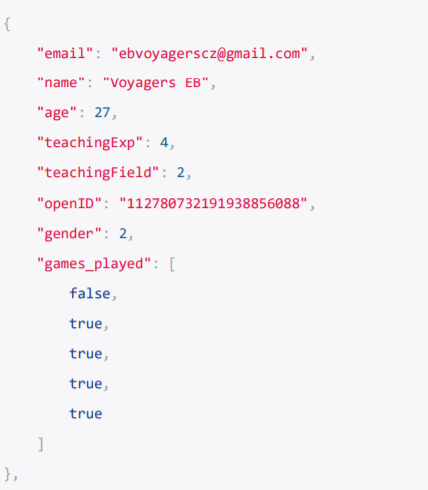 {
"email": "ebvoyagerscz@gmail.com",
"name": "Voyagers EB",
"age": 27,
"teachingExp": 4,
"teachingField": 2,
"openID": "112780732191938856088",
"gender": 2,
"games_played": [
false,
true,
true,
true,
true
]
},